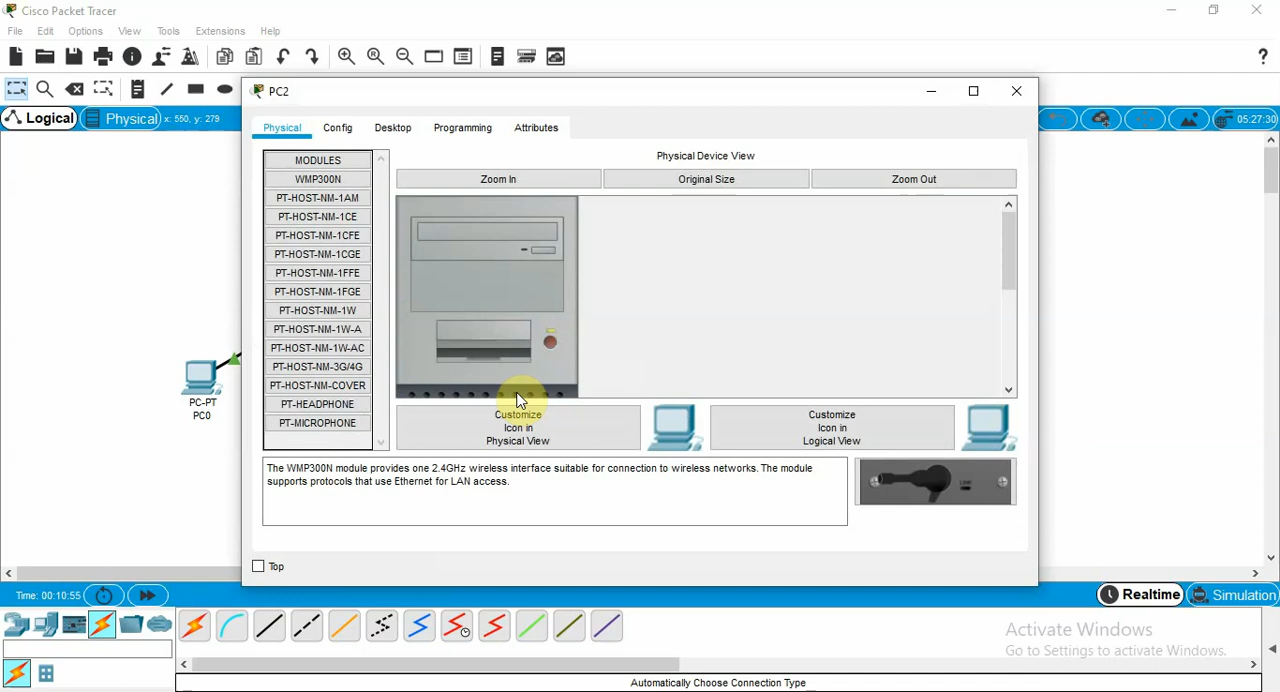 Cisco Packet Tracer
File Edit Options View Tools Extensions Help
?
Logical
Physical x: 550, y: 279
05:27:30
PC2
Physical Config Desktop Programming Attributes
MODULES
WMP300N
PT-HOST-NM-1AM
PT-HOST-NM-1CE
PT-HOST-NM-1CFE
PT-HOST-NM-1CGE
PT-HOST-NM-1FFE
PT-HOST-NM-1FGE
PT-HOST-NM-1W
PT-HOST-NM-1W-A
PT-HOST-NM-1W-AC
PT-HOST-NM-3G/4G
PT-HOST-NM-COVER
PT-HEADPHONE
PT-MICROPHONE
Physical Device View
Zoom In Original Size Zoom Out
Customize
Icon in
Physical View
Customize
Icon in
Logical View
The WMP300N module provides one 2.4GHz wireless interface suitable for connection to wireless networks. The module
supports protocols that use Ethernet for LAN access.
LINK
Top
PC-PT
PC0
Time: 00:10:55
Realtime
Simulation
Activate Windows
Go to Settings to activate Windows.
Automatically Choose Connection Type